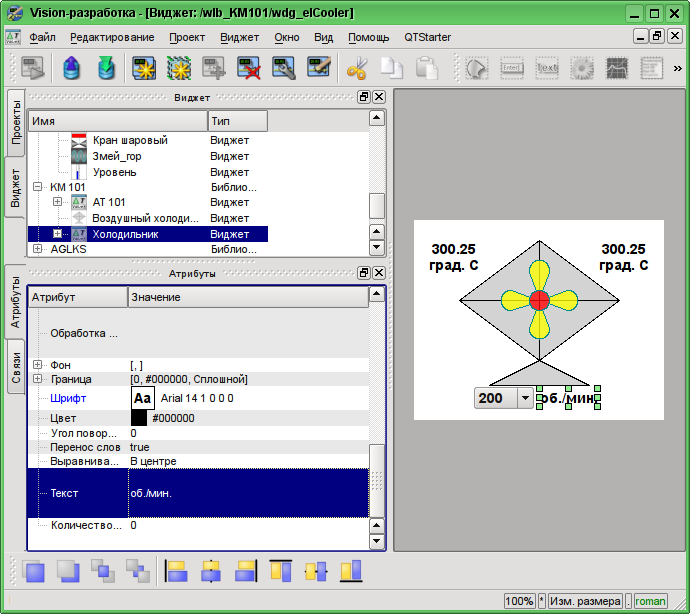 Vision-разработка - [Виджет: /wlb_KM101/wdg_elCooler]
Файл Редактирование Проект Виджет Окно Вид Помощь QTStarter
Виджет
Проекты
Виджет
Имя Тип
Кран шаровый Виджет
Змей_гор Виджет
Уровень Виджет
КМ 101 Библио...
АТ 101 Виджет
Воздушный холоди... Виджет
Холодильник Виджет
AGLKS Библио...
Атрибуты
Атрибуты
Связи
Атрибут Значение
Обработка ...
Фон [, ]
Граница [0, #000000, Сплошной]
Шрифт Aa Arial 14 1 0 0 0
Цвет #000000
Угол повор... 0
Перенос слов true
Выравнива... В центре
Текст об./мин.
Количество... 0
300.25
град. С
300.25
град. С
200 об./мин.
100% * Изм. размера roman